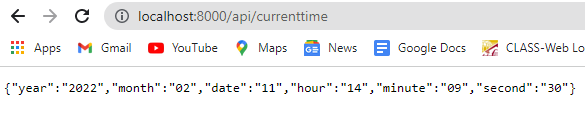 localhost:8000/api/currenttime
Apps Gmail YouTube Maps News Google Docs CLASS-Web Lo
{"year":"2022","month":"02","date":"11","hour":"14","minute":"09","second":"30"}